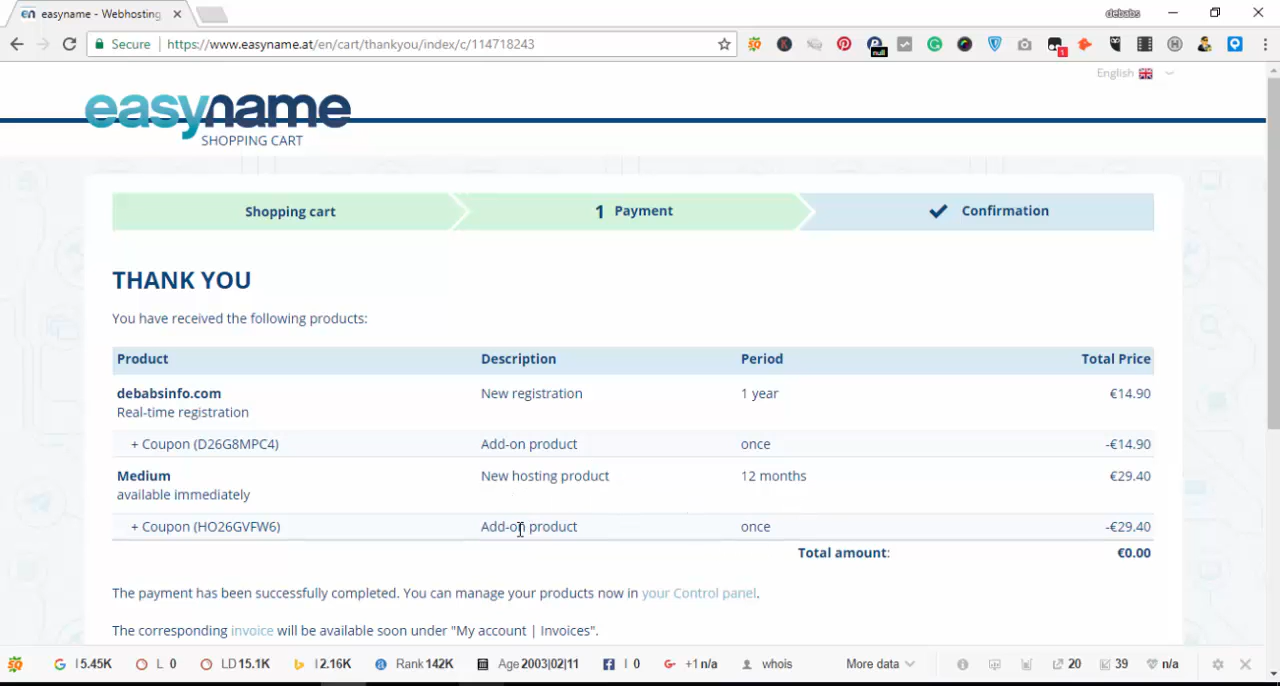 en easyname - Webhosting
debabs
Secure | https://www.easyname.at/en/cart/thankyou/index/c/114718243
null
1
English
easyname
SHOPPING CART
Shopping cart
1 Payment
Confirmation
THANK YOU
You have received the following products:
Product Description Period Total Price
debabsinfo.com New registration 1 year €14.90
Real-time registration
+ Coupon (D26G8MPC4) Add-on product once -€14.90
Medium New hosting product 12 months €29.40
available immediately
+ Coupon (HO26GVFW6) Add-on product once -€29.40
Total amount: €0.00
The payment has been successfully completed. You can manage your products now in your Control panel.
The corresponding invoice will be available soon under "My account | Invoices".
SQ G I 5.45K L 0 LD 15.1K I 2.16K Rank 142K Age 2003|02|11 I 0 +1 n/a whois More data 20 39 n/a